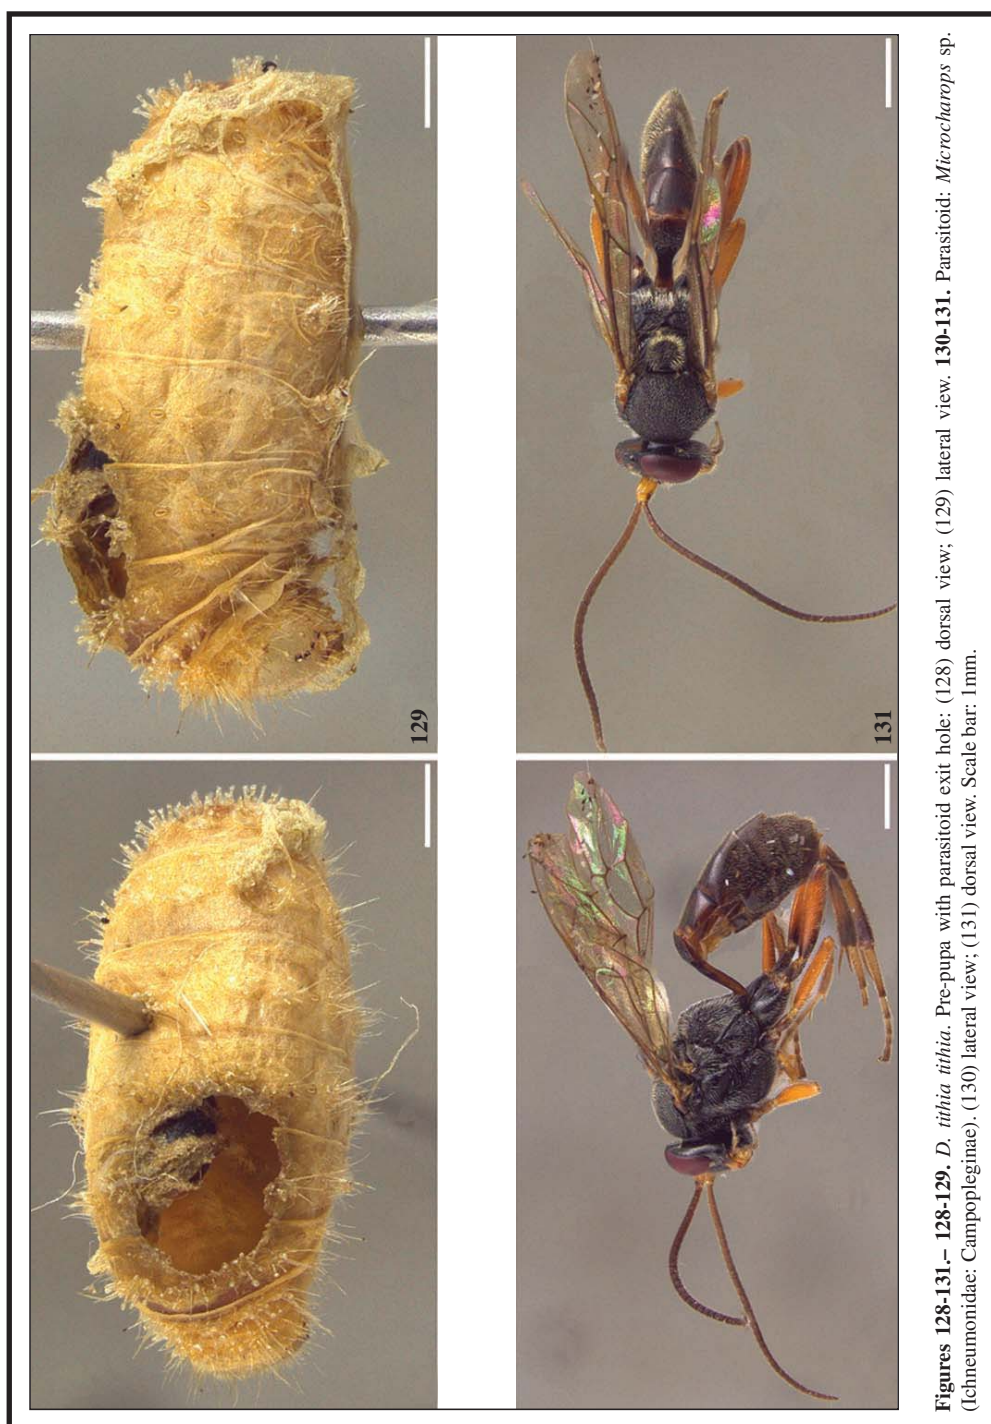 129
131
Figures 128-131.– 128-129. D. tithia tithia. Pre-pupa with parasitoid exit hole: (128) dorsal view; (129) lateral view. 130-131. Parasitoid: Microcharops sp.
(Ichneumonidae: Campopleginae). (130) lateral view; (131) dorsal view. Scale bar: 1mm.